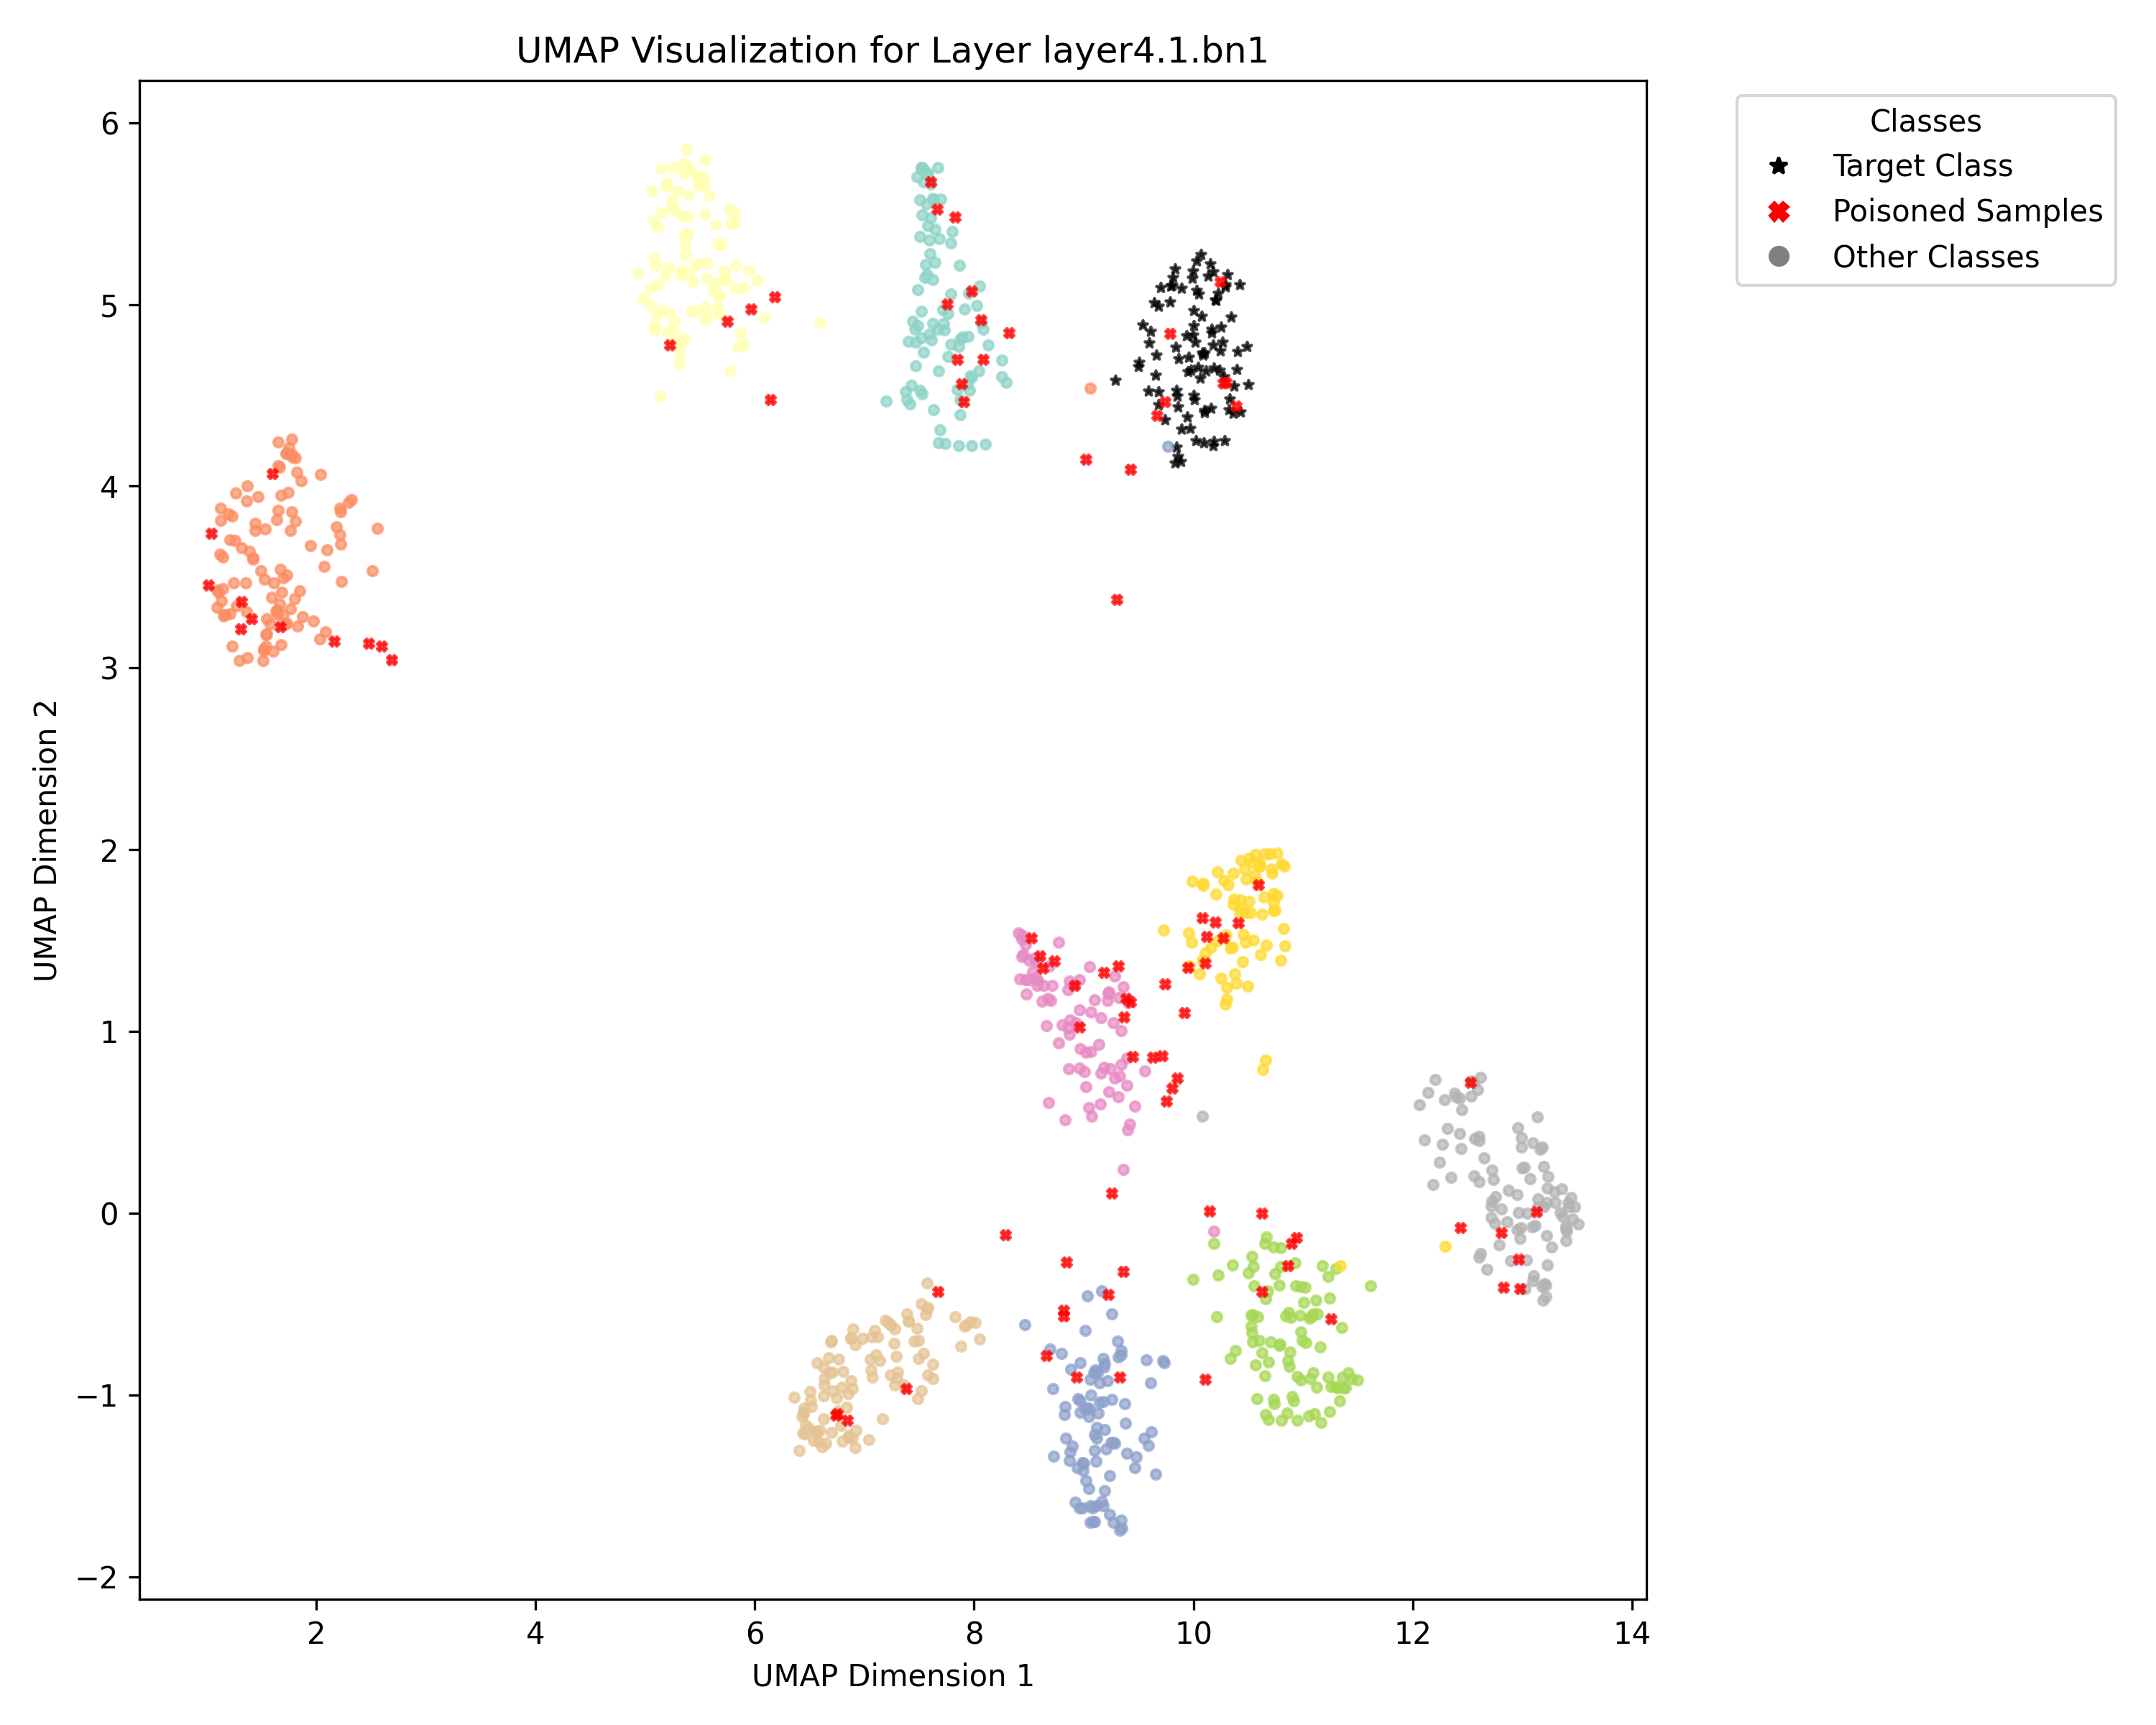 UMAP Visualization for Layer layer4.1.bn1
Classes
Target Class
Poisoned Samples
Other Classes
6
5
4
3
2
1
0
−1
−2
UMAP Dimension 2
2
4
6
8
10
12
14
UMAP Dimension 1